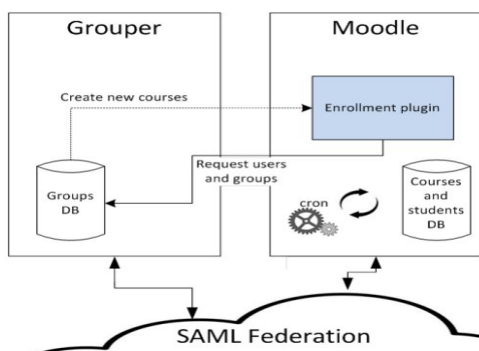 Grouper
Moodle
Create new courses
Enrollment plugin
Request users
and groups
Groups
DB
cron
Courses
and
students
DB
SAML Federation